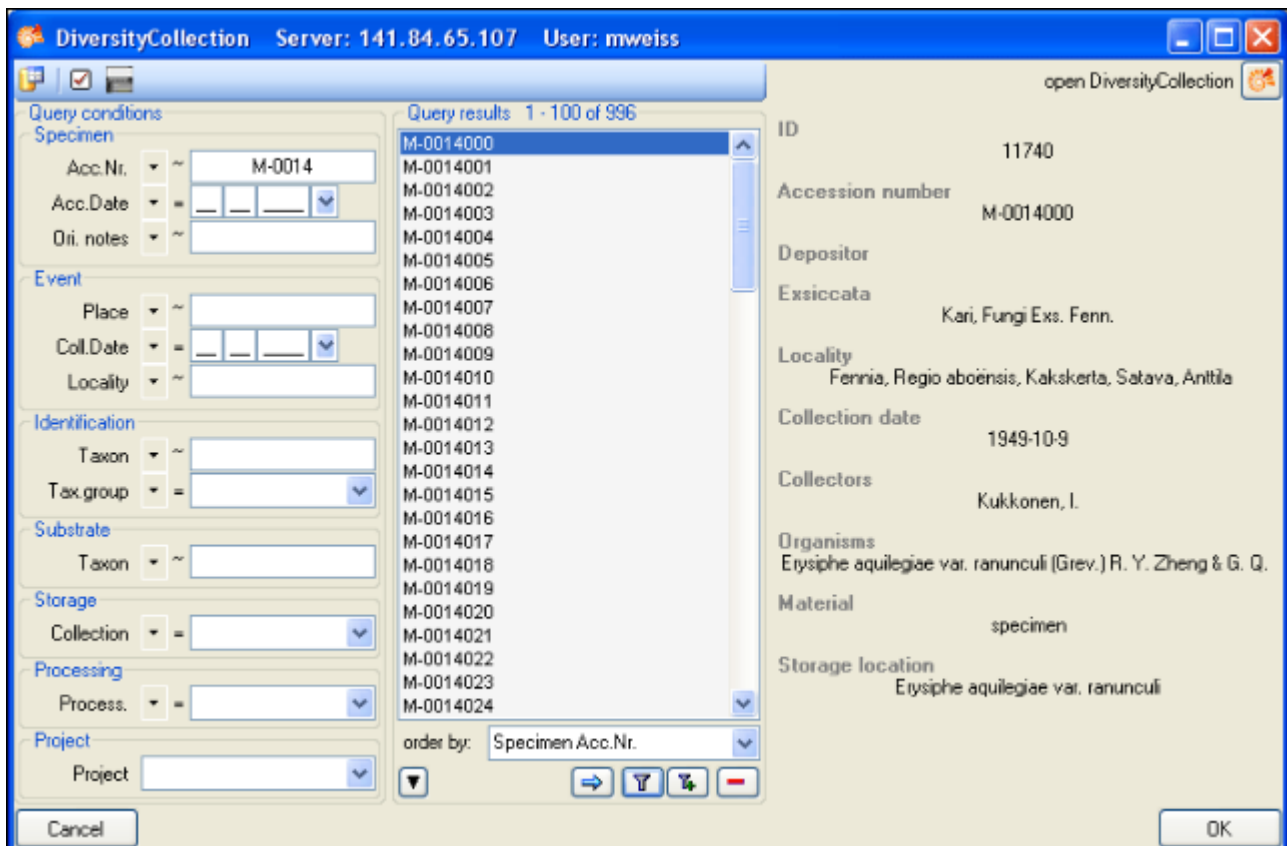 DiversityCollection Server: 141.84.65.107 User: mweiss
open DiversityCollection
Query conditions
Specimen
Acc.Nr. ~ M-0014
Acc.Date = __ __ ____
Ori. notes ~
Event
Place ~
Coll.Date = __ __ ____
Locality ~
Identification
Taxon ~
Tax.group =
Substrate
Taxon ~
Storage
Collection =
Processing
Process. =
Project
Project
Cancel
Query results 1 - 100 of 996
M-0014000
M-0014001
M-0014002
M-0014003
M-0014004
M-0014005
M-0014006
M-0014007
M-0014008
M-0014009
M-0014010
M-0014011
M-0014012
M-0014013
M-0014014
M-0014015
M-0014016
M-0014017
M-0014018
M-0014019
M-0014020
M-0014021
M-0014022
M-0014023
M-0014024
order by: Specimen Acc.Nr.
ID
11740
Accession number
M-0014000
Depositor
Exsiccata
Kari, Fungi Exs. Fenn.
Locality
Fennia, Regio aboënsis, Kakskerta, Satava, Anttila
Collection date
1949-10-9
Collectors
Kukkonen, I.
Organisms
Erysiphe aquilegiae var. ranunculi (Grev.) R. Y. Zheng & G. Q.
Material
specimen
Storage location
Erysiphe aquilegiae var. ranunculi
OK